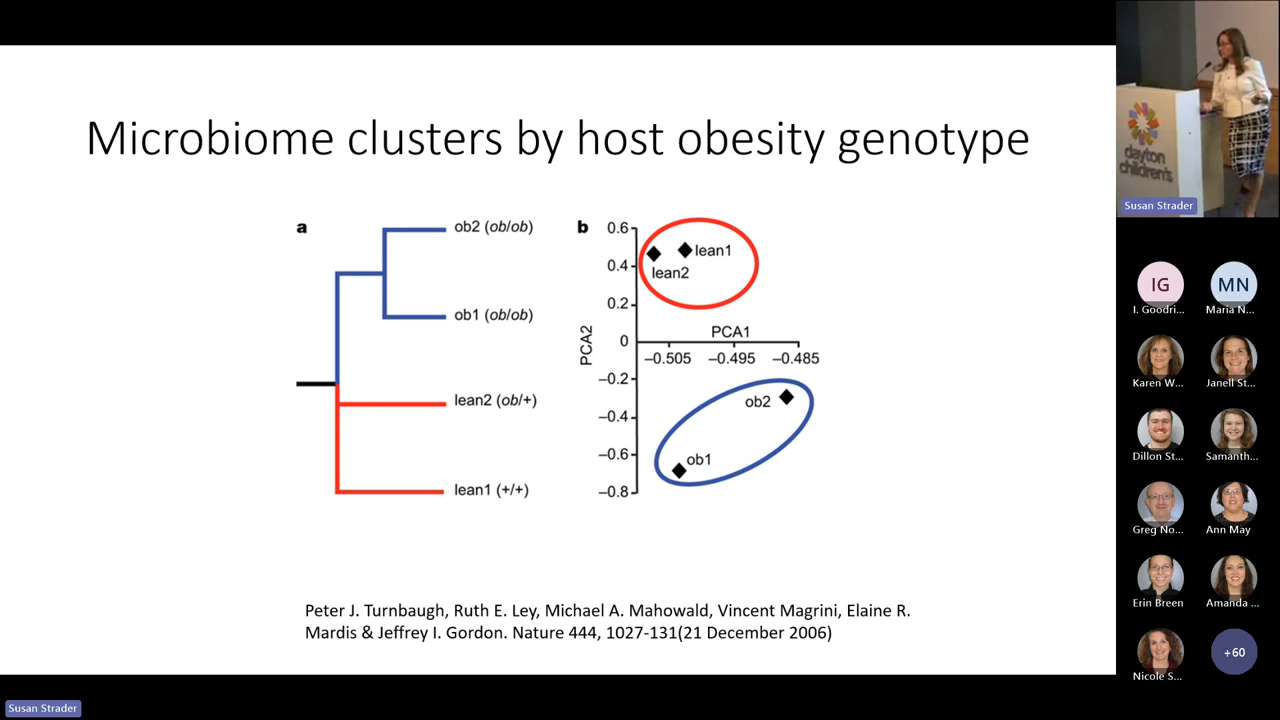 Microbiome clusters by host obesity genotype
a
ob2 (ob/ob)
ob1 (ob/ob)
lean2 (ob/+)
lean1 (+/+)
b
0.6
0.4
0.2
0
–0.2
–0.4
–0.6
–0.8
PCA2
PCA1
–0.505
–0.495
–0.485
lean1
lean2
ob2
ob1
Peter J. Turnbaugh, Ruth E. Ley, Michael A. Mahowald, Vincent Magrini, Elaine R.
Mardis & Jeffrey I. Gordon. Nature 444, 1027-131(21 December 2006)
dayton
children's
Susan Strader
IG
MN
I. Goodri...
Maria N...
Karen W...
Janell St...
Dillon St...
Samanth...
Greg No...
Ann May
Erin Breen
Amanda ...
Nicole S...
+60
Susan Strader